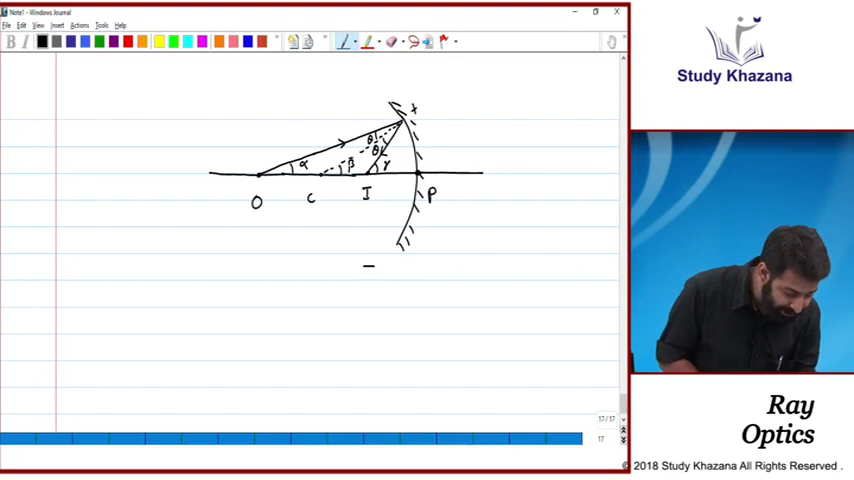 Note1 - Windows Journal
File Edit View Insert Actions Tools Help
B I
Study Khazana
x
θ
θ
α β γ
O C I P
17 / 17
17
Ray
Optics
© 2018 Study Khazana All Rights Reserved .